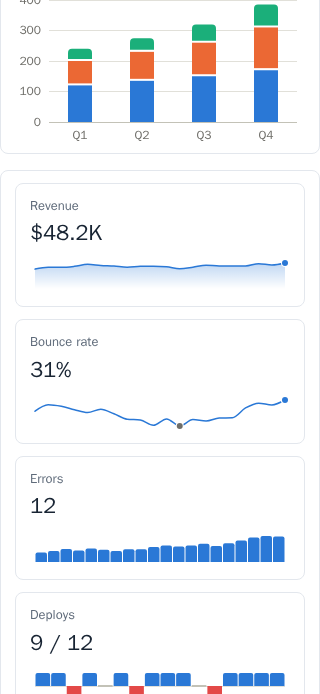 400
300
200
100
0
Q1 Q2 Q3 Q4
Revenue
$48.2K
Bounce rate
31%
Errors
12
Deploys
9 / 12